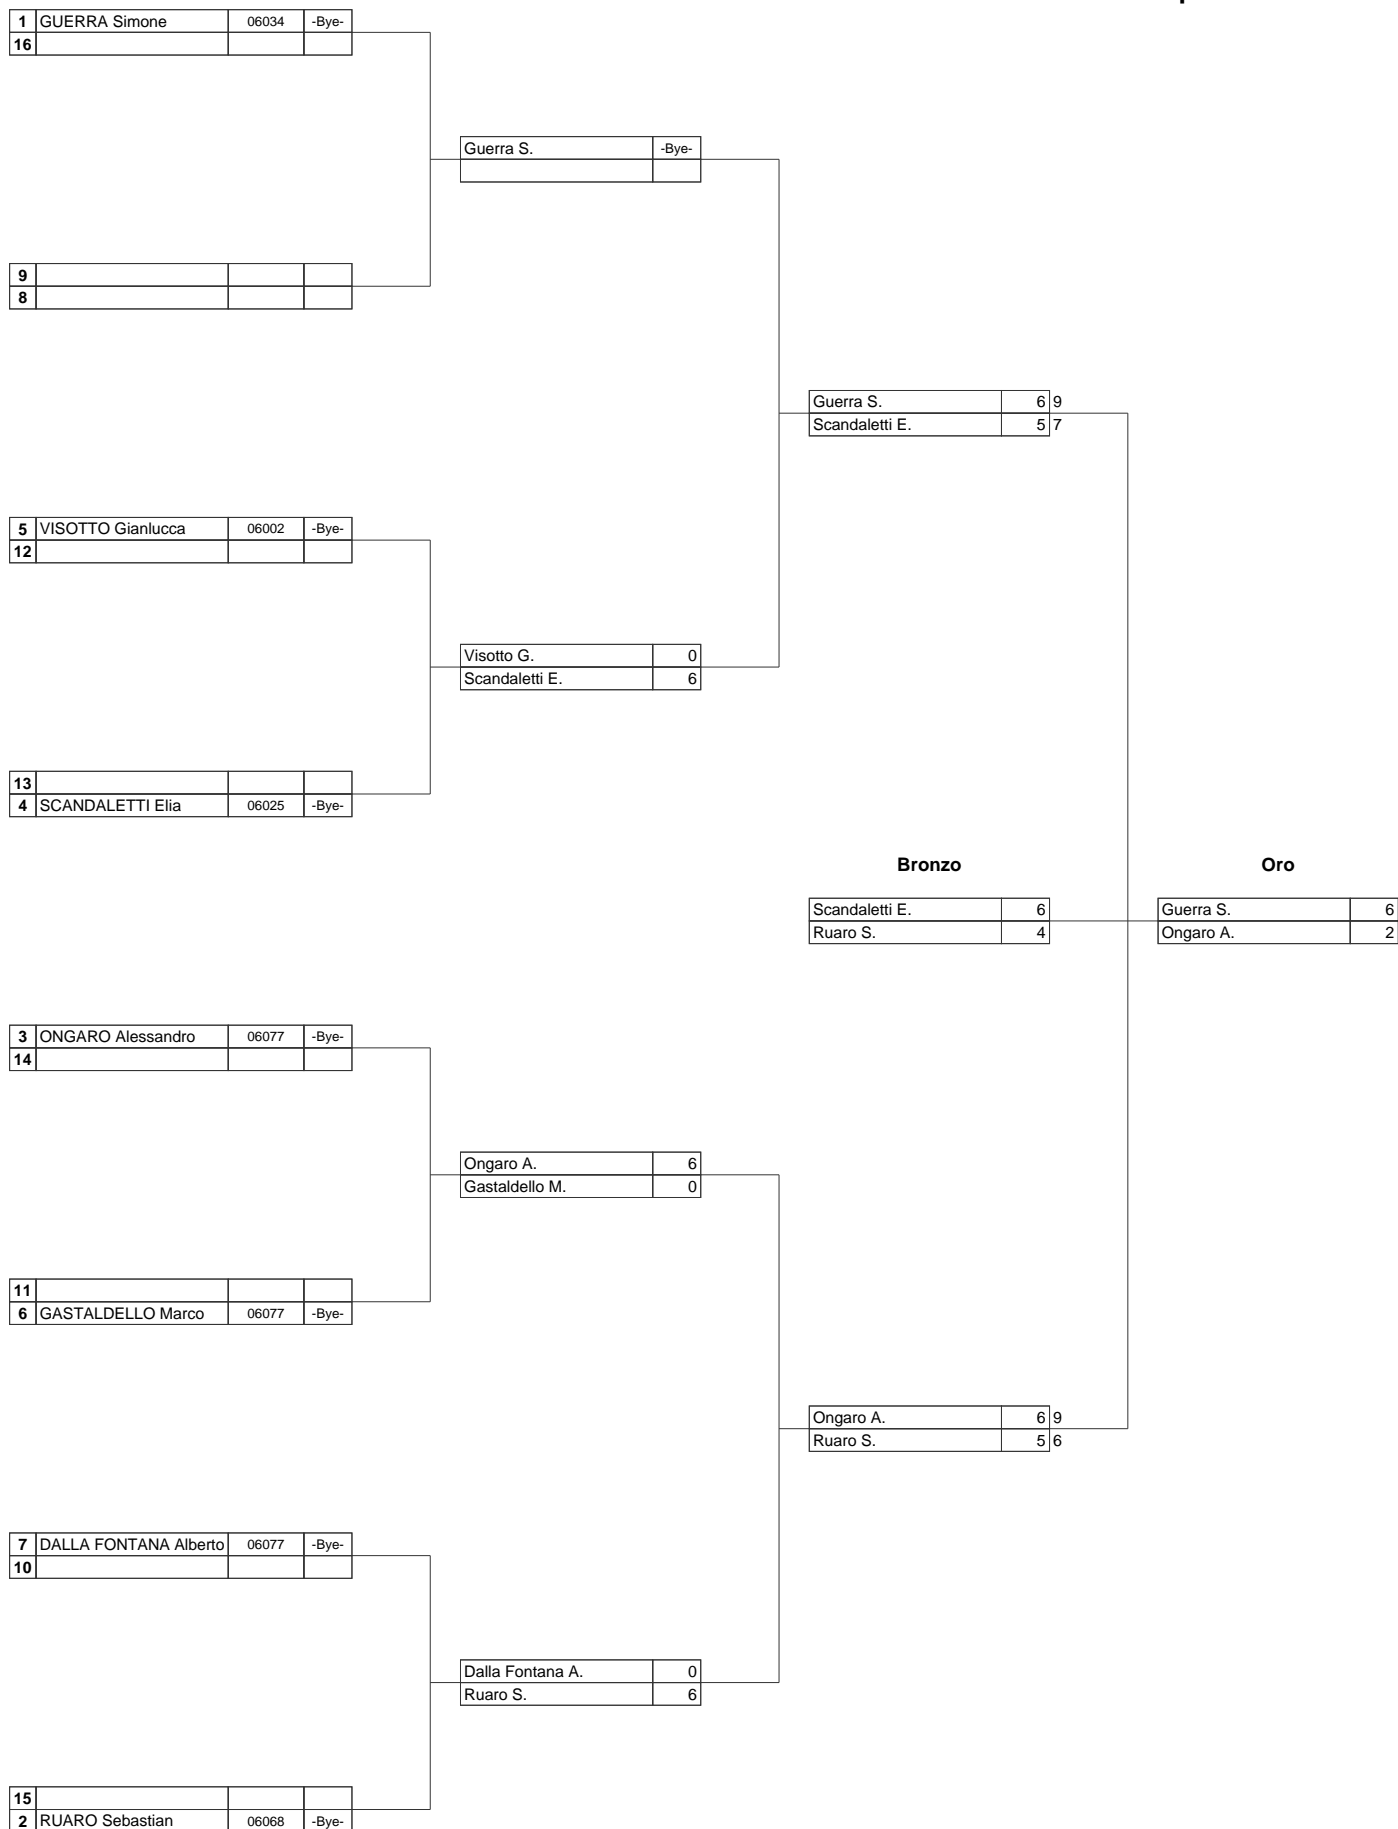 1 GUERRA Simone 06034 -Bye-
16
Guerra S. -Bye-
9
8
Guerra S. 6 9
Scandaletti E. 5 7
5 VISOTTO Gianlucca 06002 -Bye-
12
Visotto G. 0
Scandaletti E. 6
13
4 SCANDALETTI Elia 06025 -Bye-
Bronzo Oro
Scandaletti E. 6 Guerra S. 6
Ruaro S. 4 Ongaro A. 2
3 ONGARO Alessandro 06077 -Bye-
14
Ongaro A. 6
Gastaldello M. 0
11
6 GASTALDELLO Marco 06077 -Bye-
Ongaro A. 6 9
Ruaro S. 5 6
7 DALLA FONTANA Alberto 06077 -Bye-
10
Dalla Fontana A. 0
Ruaro S. 6
15
2 RUARO Sebastian 06068 -Bye-